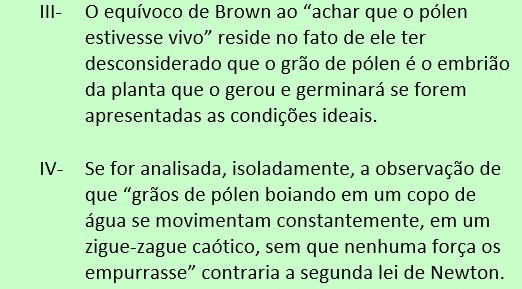 III- O equívoco de Brown ao “achar que o pólen
estivesse vivo” reside no fato de ele ter
desconsiderado que o grão de pólen é o embrião
da planta que o gerou e germinará se forem
apresentadas as condições ideais.
IV- Se for analisada, isoladamente, a observação de
que “grãos de pólen boiando em um copo de
água se movimentam constantemente, em um
zigue-zague caótico, sem que nenhuma força os
empurrasse” contraria a segunda lei de Newton.